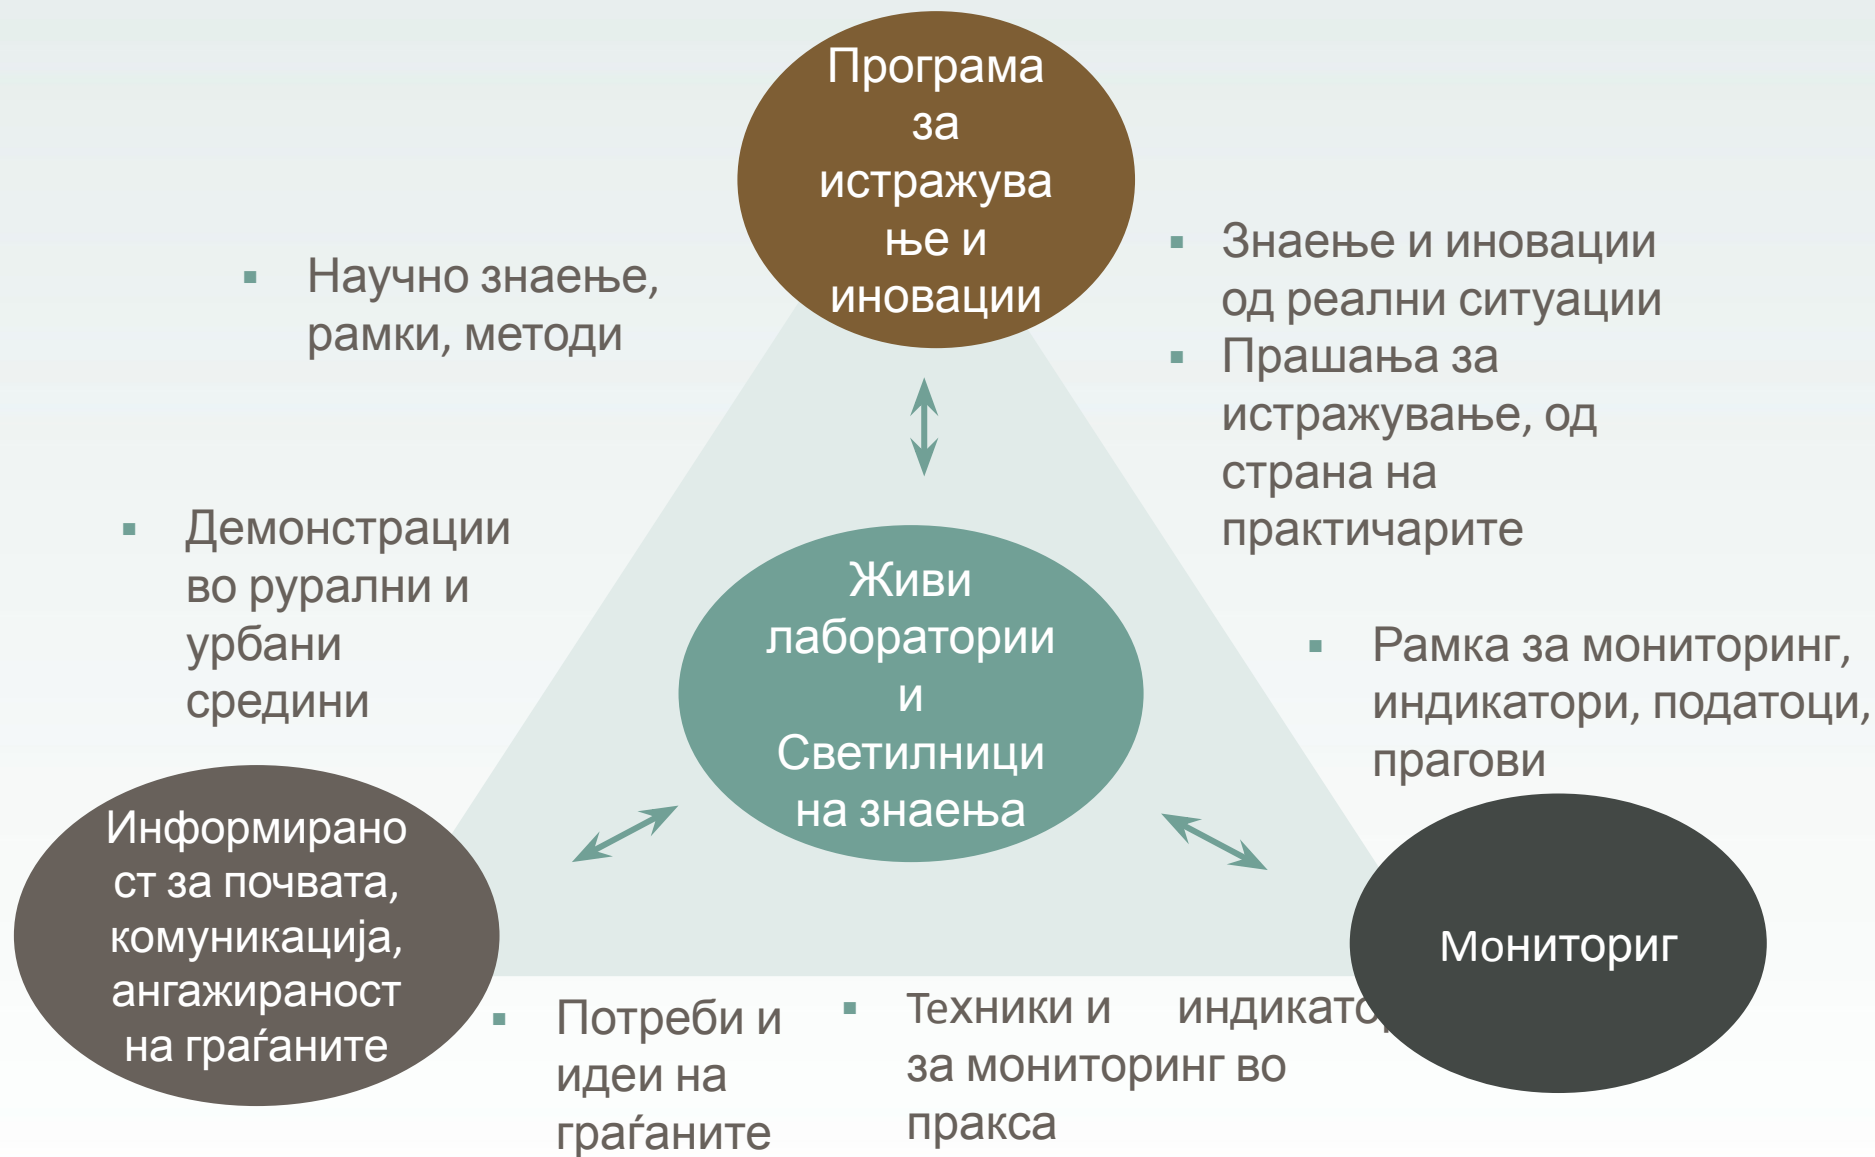 Програма
за
истражува
ње и
иновации
▪ Научно знаење,
рамки, методи
▪ Знаење и иновации
од реални ситуации
▪ Прашања за
истражување, од
страна на
практичарите
▪ Демонстрации
во рурални и
урбани
средини
Живи
лаборатории
и
Светилници
на знаења
▪ Рамка за мониторинг,
индикатори, податоци,
прагови
Информирано
ст за почвата,
комуникација,
ангажираност
на граѓаните
Мониториг
▪ Потреби и
идеи на
граѓаните
▪ Техники и
за мониторинг во
пракса